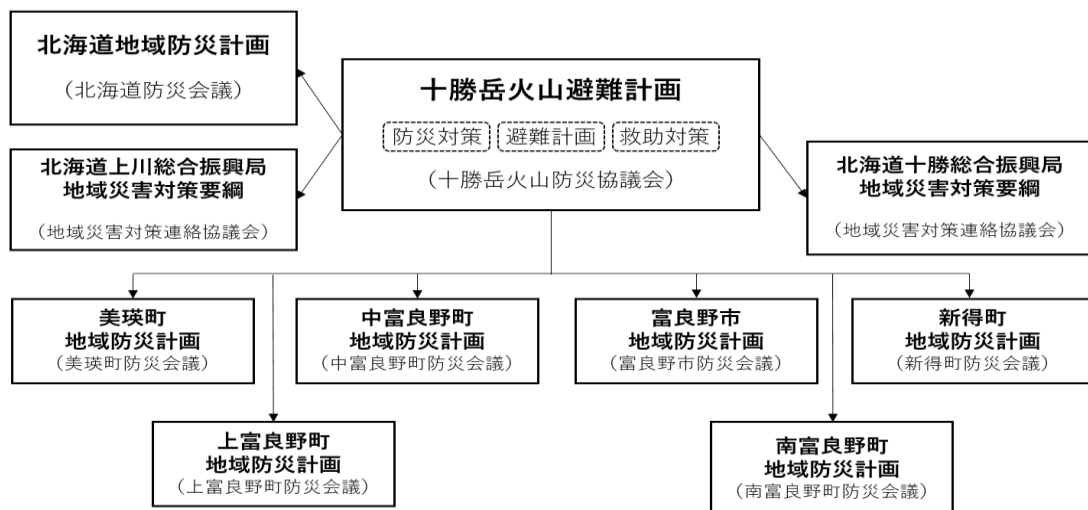 北海道地域防災計画
（北海道防災会議）
十勝岳火山避難計画
防災対策 避難計画 救助対策
（十勝岳火山防災協議会）
北海道上川総合振興局
地域災害対策要綱
（地域災害対策連絡協議会）
北海道十勝総合振興局
地域災害対策要綱
（地域災害対策連絡協議会）
美瑛町
地域防災計画
（美瑛町防災会議）
中富良野町
地域防災計画
（中富良野町防災会議）
富良野市
地域防災計画
（富良野市防災会議）
新得町
地域防災計画
（新得町防災会議）
上富良野町
地域防災計画
（上富良野町防災会議）
南富良野町
地域防災計画
（南富良野町防災会議）